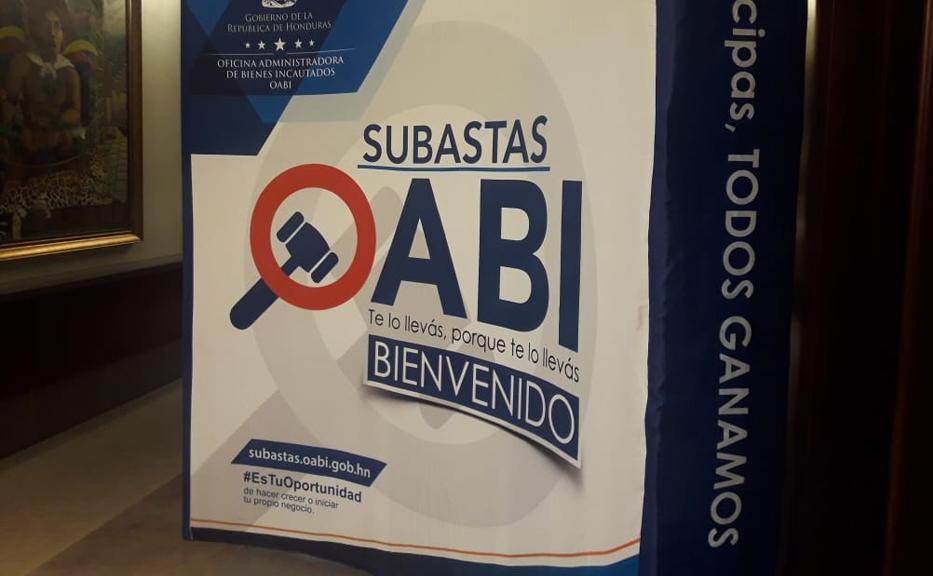 GOBIERNO DE LA
REPÚBLICA DE HONDURAS
OFICINA ADMINISTRADORA
DE BIENES INCAUTADOS
OABI
SUBASTAS
OABI
Te lo llevás, porque te lo llevás
BIENVENIDO
subastas.oabi.gob.hn
#EsTuOportunidad
de hacer crecer o iniciar
tu propio negocio.
cipas, TODOS GANAMOS